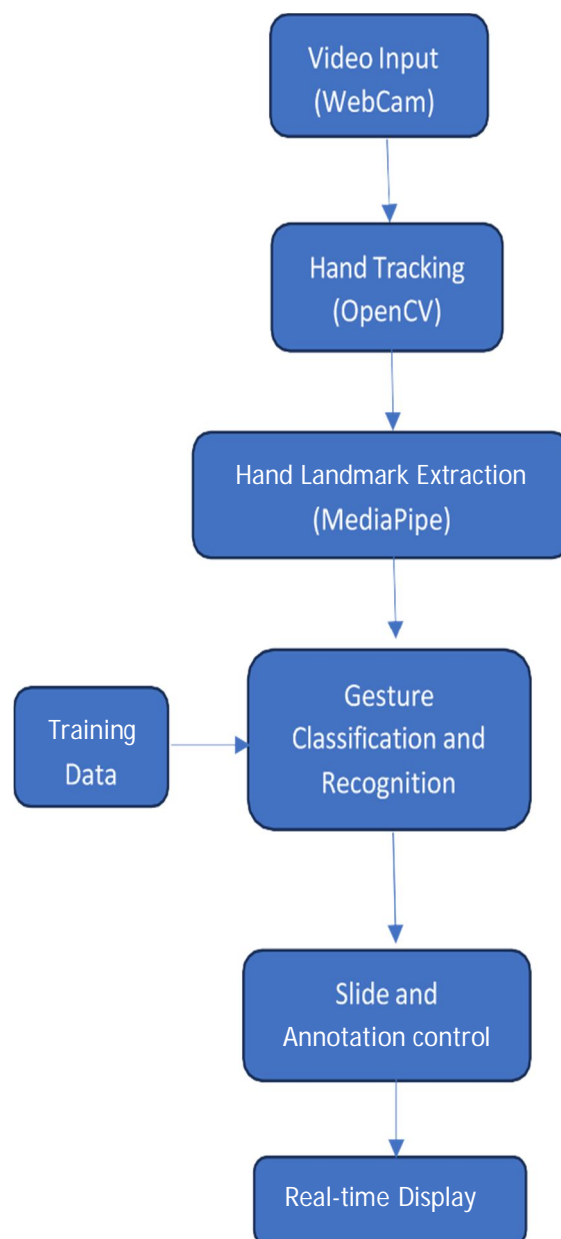 Video Input
(WebCam)
Hand Tracking
(OpenCV)
Hand Landmark Extraction
(MediaPipe)
Gesture
Classification and
Recognition
Training
Data
Slide and
Annotation control
Real-time Display